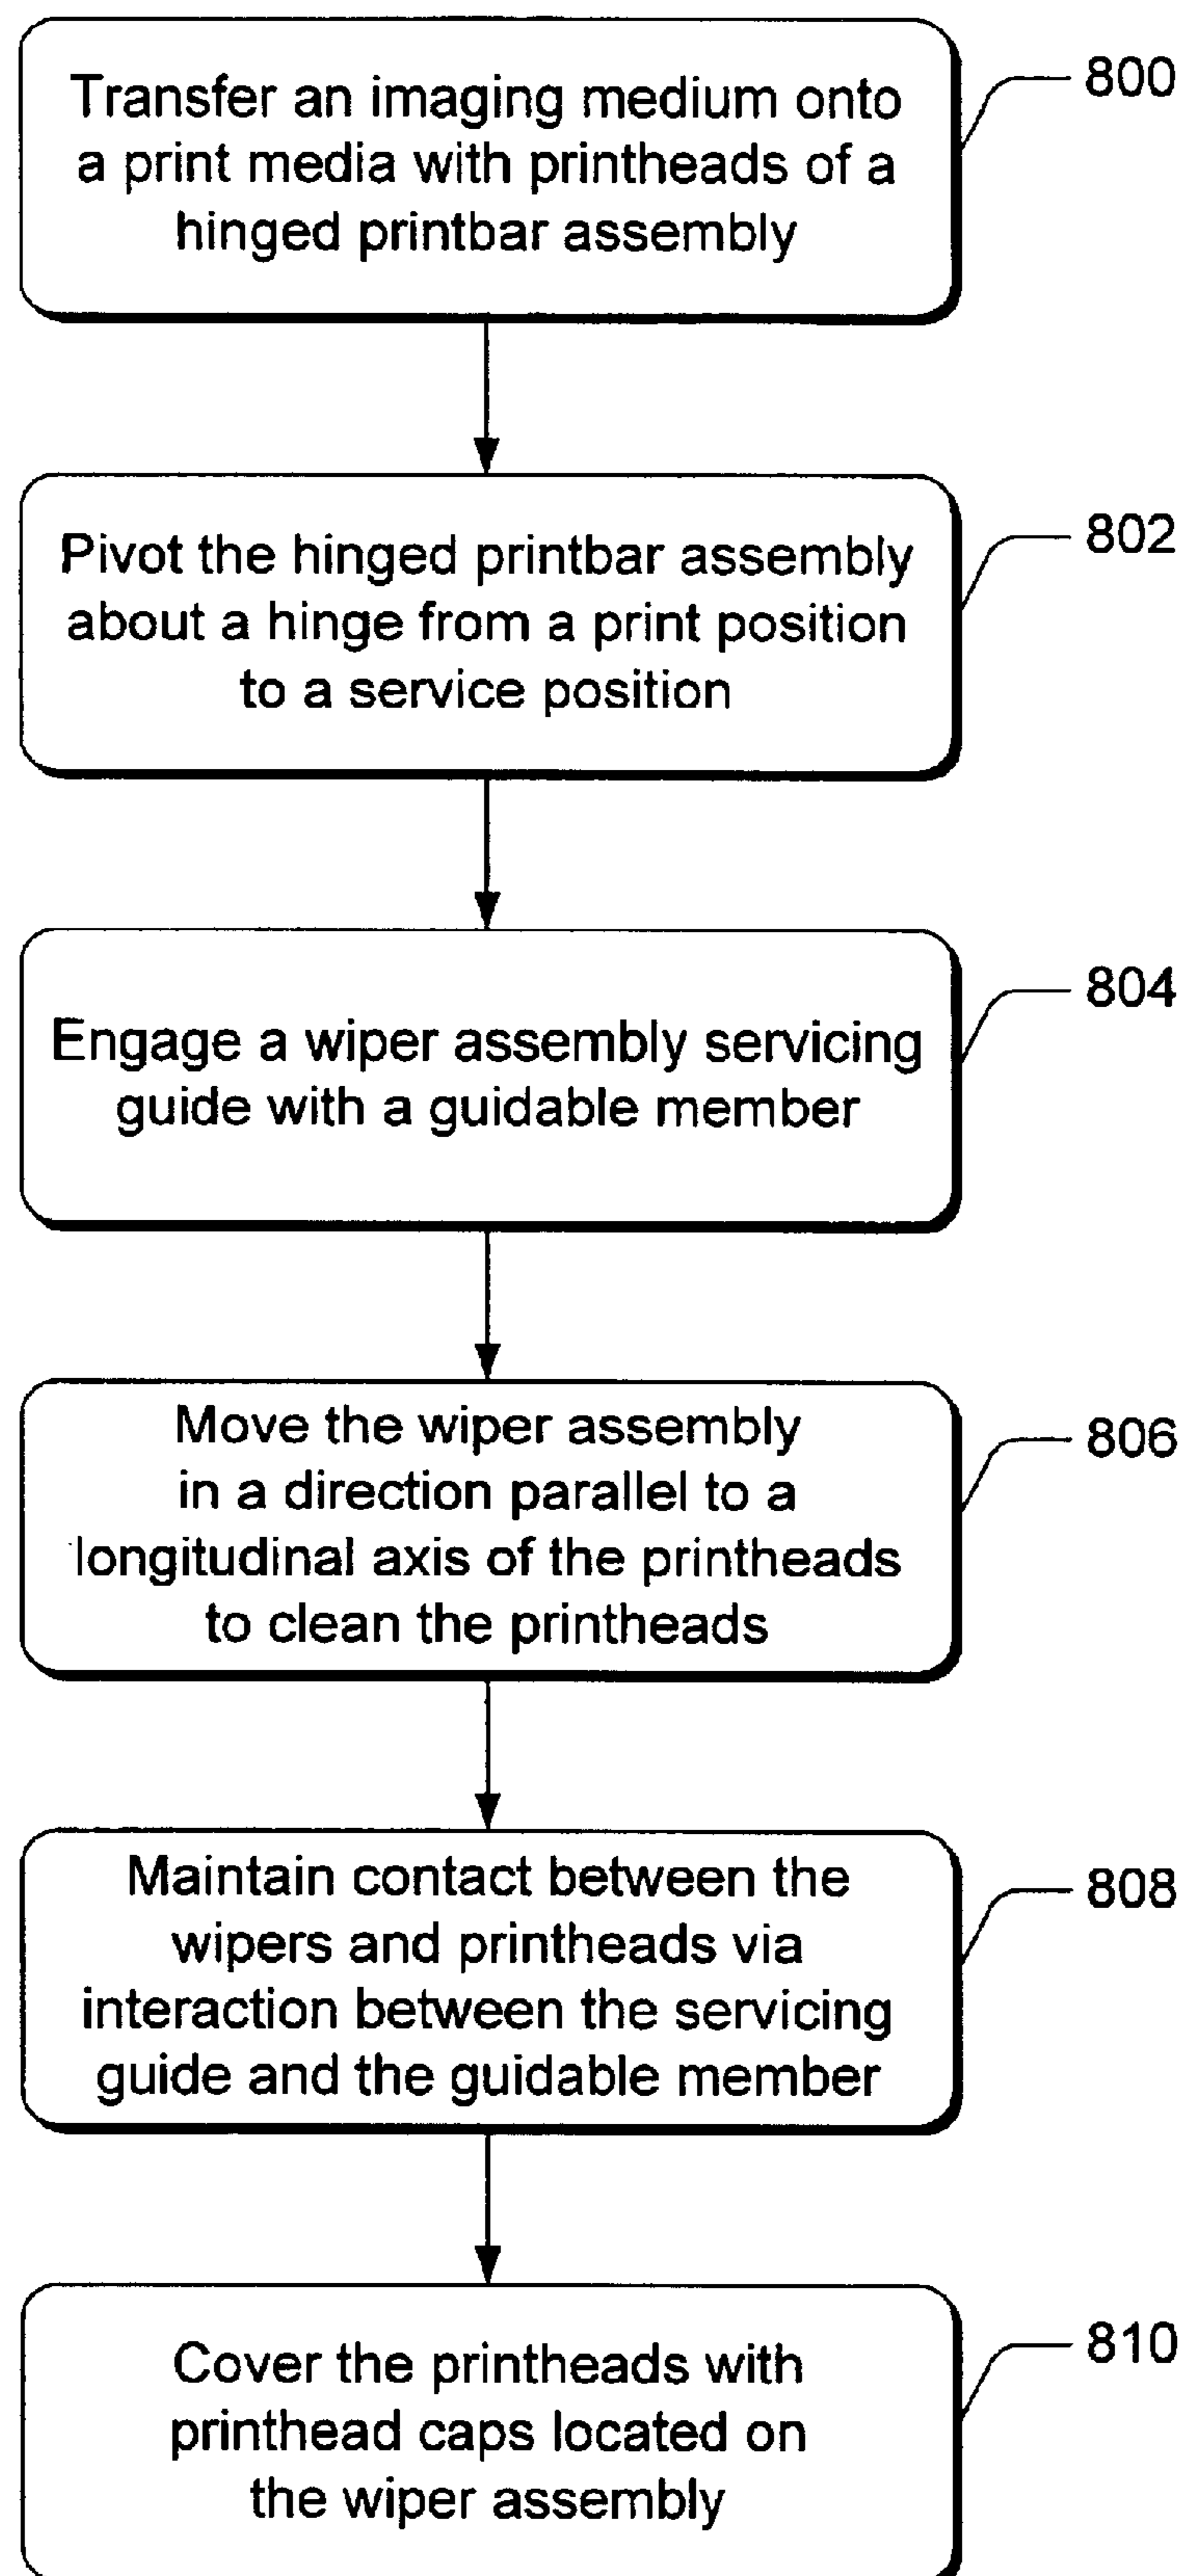 Transfer an imaging medium onto
a print media with printheads of a
hinged printbar assembly
800
Pivot the hinged printbar assembly
about a hinge from a print position
to a service position
802
Engage a wiper assembly servicing
guide with a guidable member
804
Move the wiper assembly
in a direction parallel to a
longitudinal axis of the printheads
to clean the printheads
806
Maintain contact between the
wipers and printheads via
interaction between the servicing
guide and the guidable member
808
Cover the printheads with
printhead caps located on
the wiper assembly
810